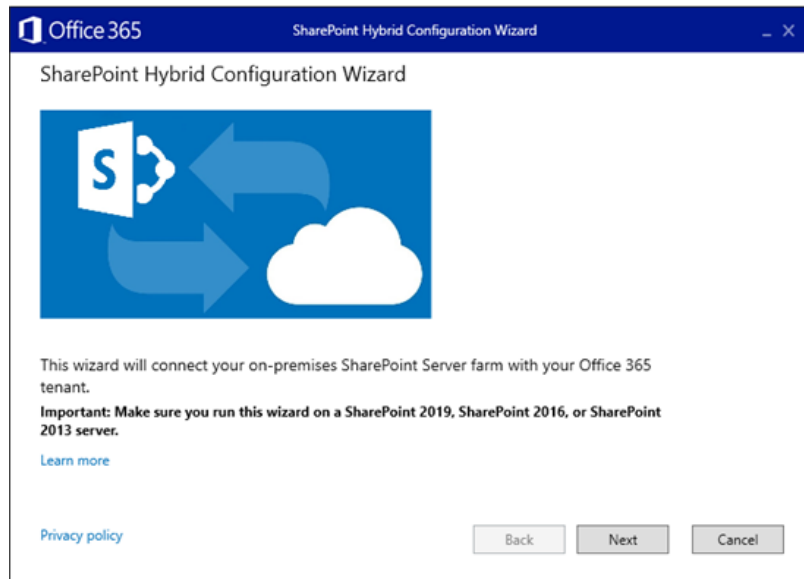 Office 365
SharePoint Hybrid Configuration Wizard
SharePoint Hybrid Configuration Wizard
S
This wizard will connect your on-premises SharePoint Server farm with your Office 365
tenant.
Important: Make sure you run this wizard on a SharePoint 2019, SharePoint 2016, or SharePoint
2013 server.
Learn more
Privacy policy
Back
Next
Cancel